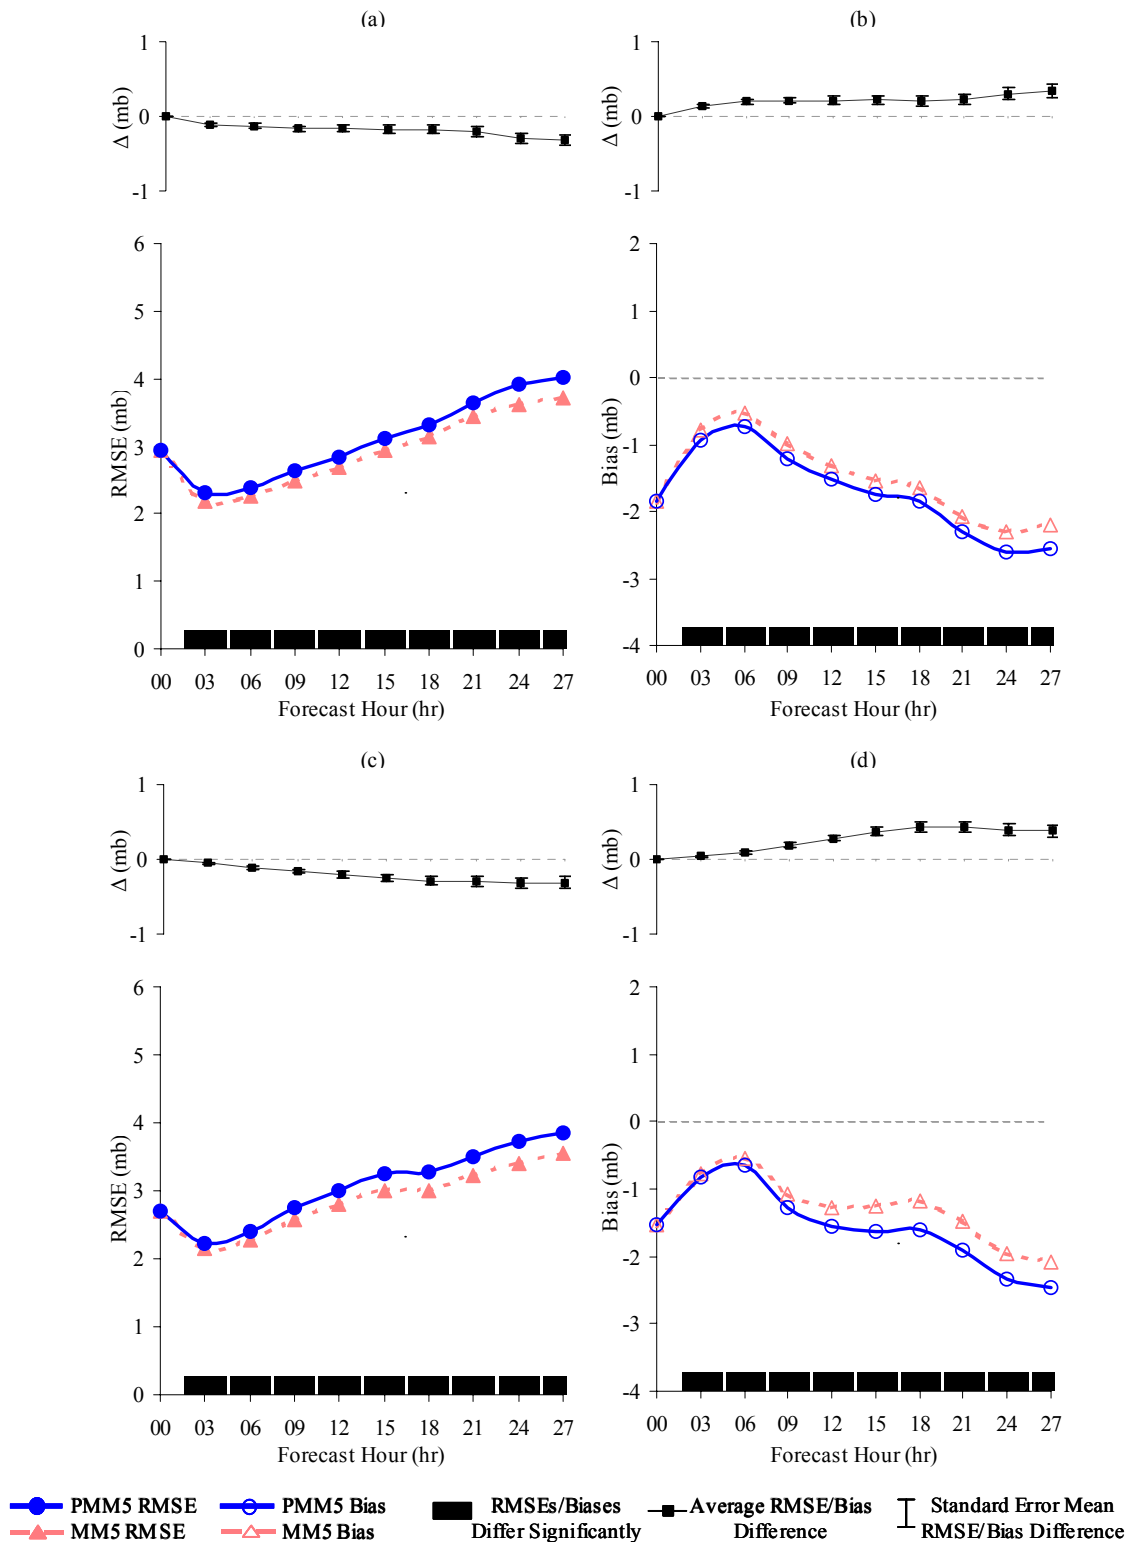 (a)
1
0
-1
Δ (mb)
6
5
4
3
2
1
0
RMSE (mb)
00 03 06 09 12 15 18 21 24 27
Forecast Hour (hr)
(b)
1
0
-1
Δ (mb)
2
1
0
-1
-2
-3
-4
Bias (mb)
00 03 06 09 12 15 18 21 24 27
Forecast Hour (hr)
(c)
1
0
-1
Δ (mb)
6
5
4
3
2
1
0
RMSE (mb)
00 03 06 09 12 15 18 21 24 27
Forecast Hour (hr)
(d)
1
0
-1
Δ (mb)
2
1
0
-1
-2
-3
-4
Bias (mb)
00 03 06 09 12 15 18 21 24 27
Forecast Hour (hr)
PMM5 RMSE
MM5 RMSE
PMM5 Bias
MM5 Bias
RMSEs/Biases
Differ Significantly
Average RMSE/Bias
Difference
Standard Error Mean
RMSE/Bias Difference